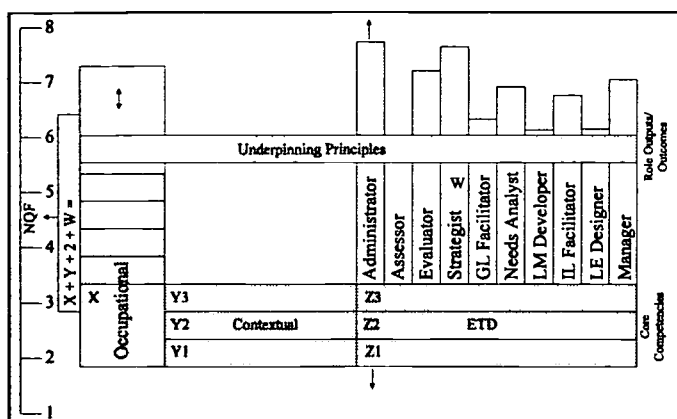 8
7
6
5
4
3
2
1
NQF
X + Y + 2 + W =
Underpinning Principles
Occupational
X
Y3
Y2
Y1
Contextual
Z3
Z2
Z1
ETD
Administrator
Assessor
Evaluator
Strategist
W
GL Facilitator
Needs Analyst
LM Developer
IL Facilitator
LE Designer
Manager
Role Outputs/
Outcomes
Core
Competencies